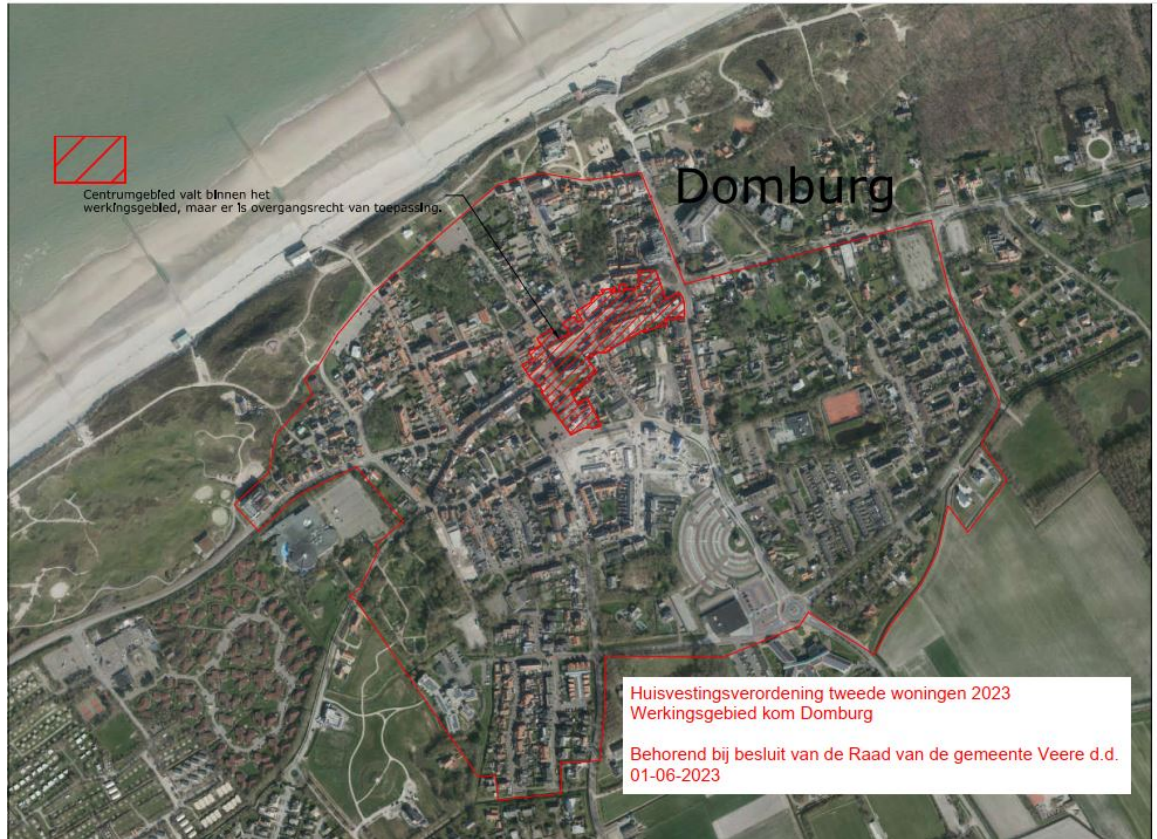 Domburg
Centrumgebied valt binnen het
werkingsgebied, maar er is overgangsrecht van toepassing.
Huisvestingsverordening tweede woningen 2023
Werkingsgebied kom Domburg
Behorend bij besluit van de Raad van de gemeente Veere d.d.
01-06-2023